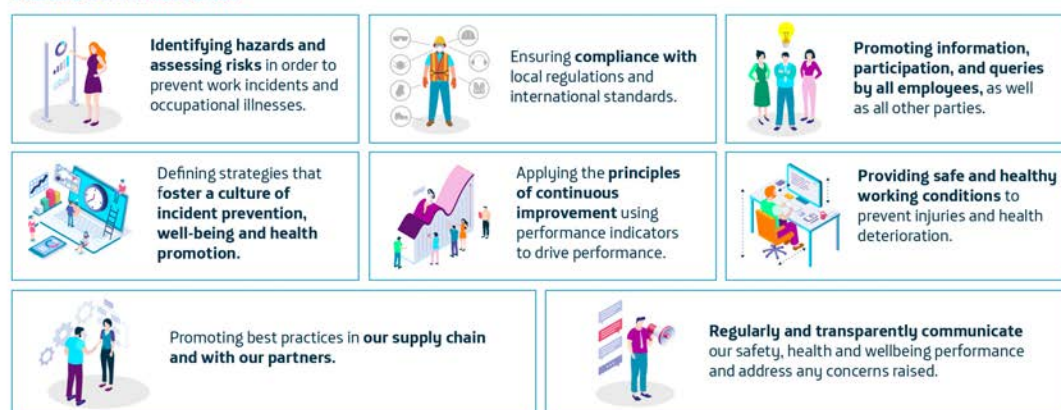 Identifying hazards and
assessing risks in order to
prevent work incidents and
occupational illnesses.
Ensuring compliance with
local regulations and
international standards.
Promoting information,
participation, and queries
by all employees, as well
as all other parties.
Defining strategies that
foster a culture of
incident prevention,
well-being and health
promotion.
Applying the principles
of continuous
improvement using
performance indicators
to drive performance.
Providing safe and healthy
working conditions to
prevent injuries and health
deterioration.
Promoting best practices in our supply chain
and with our partners.
Regularly and transparently communicate
our safety, health and wellbeing performance
and address any concerns raised.